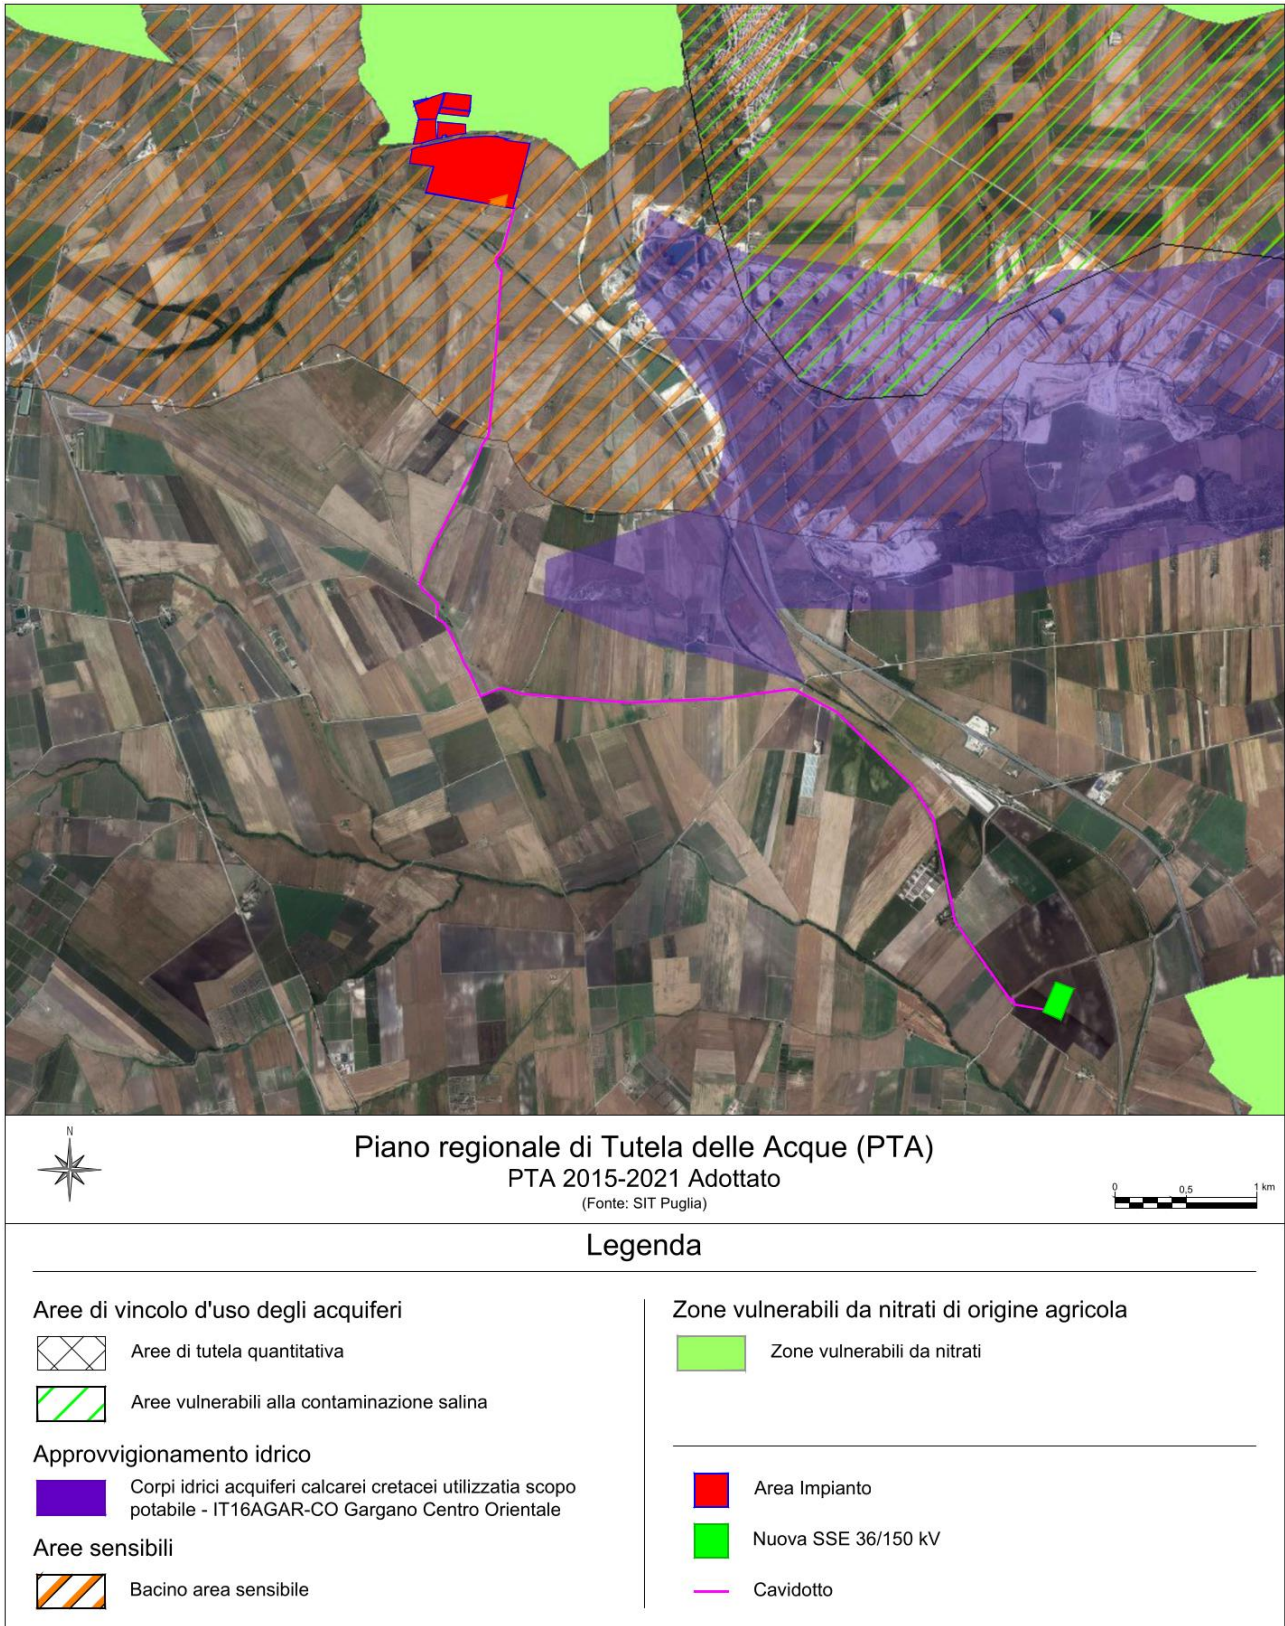 N
Piano regionale di Tutela delle Acque (PTA)
PTA 2015-2021 Adottato
(Fonte: SIT Puglia)
0 0,5 1 km
Legenda
Aree di vincolo d'uso degli acquiferi
Aree di tutela quantitativa
Aree vulnerabili alla contaminazione salina
Approvvigionamento idrico
Corpi idrici acquiferi calcarei cretacei utilizzatia scopo
potabile - IT16AGAR-CO Gargano Centro Orientale
Aree sensibili
Bacino area sensibile
Zone vulnerabili da nitrati di origine agricola
Zone vulnerabili da nitrati
Area Impianto
Nuova SSE 36/150 kV
Cavidotto